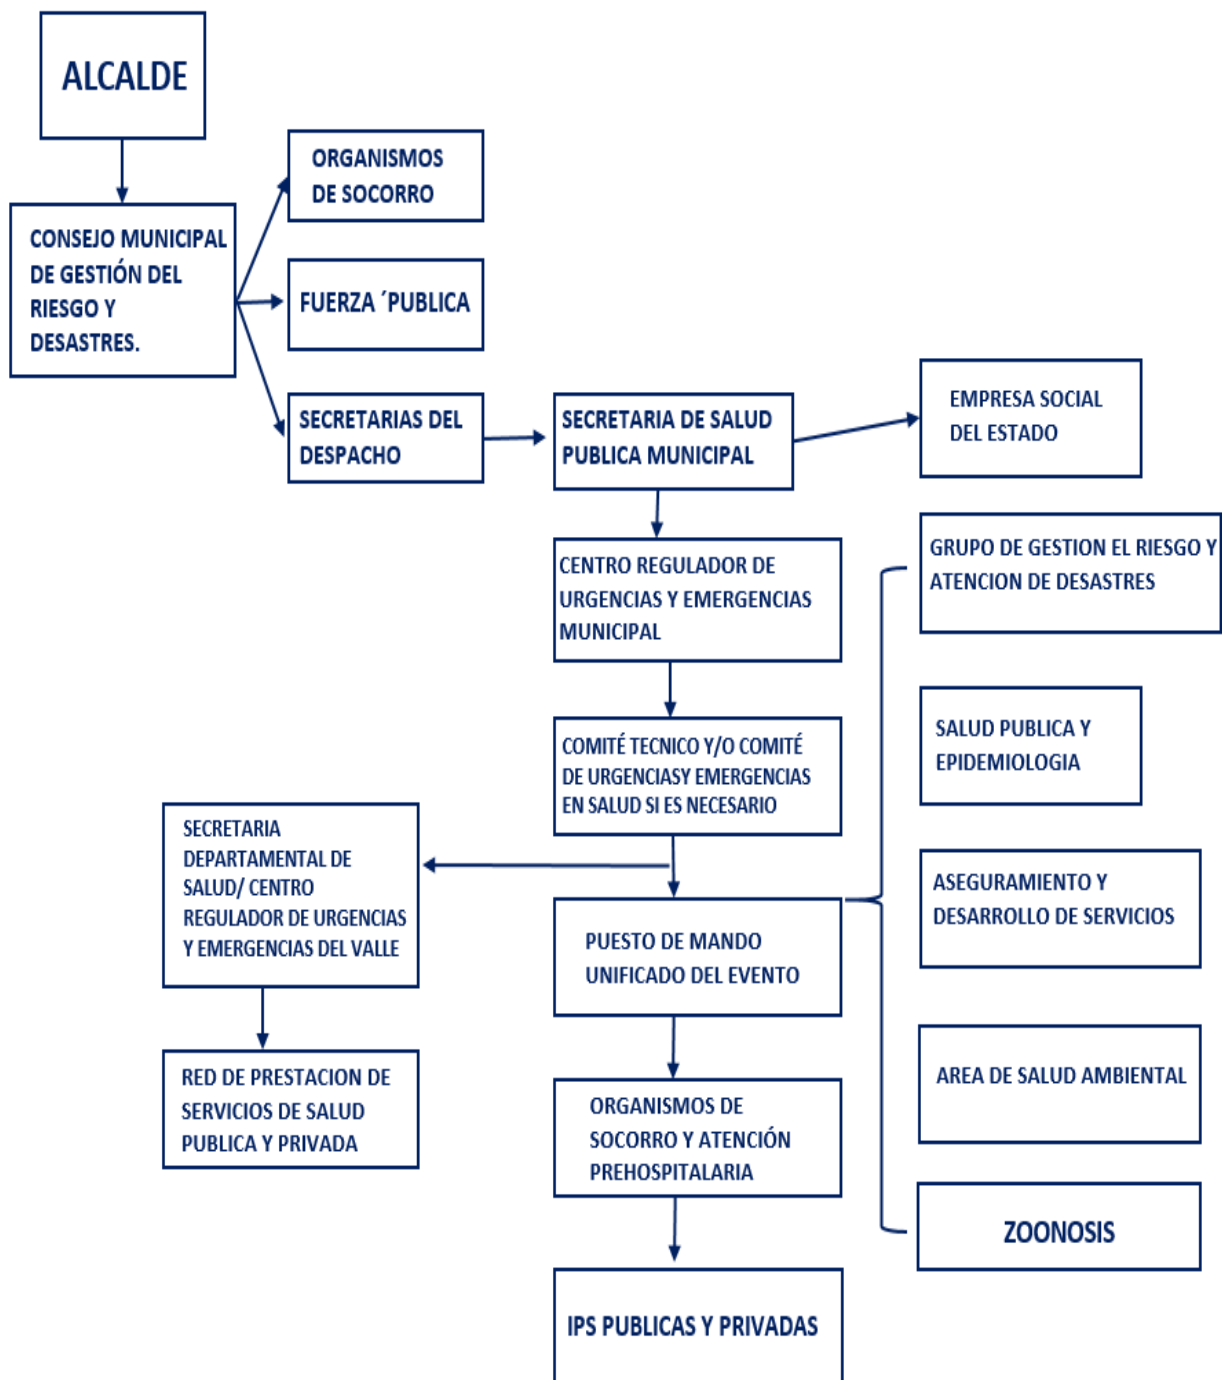 ALCALDE
CONSEJO MUNICIPAL
DE GESTIÓN DEL
RIESGO Y
DESASTRES.
ORGANISMOS
DE SOCORRO
FUERZA ´PUBLICA
SECRETARIAS DEL
DESPACHO
SECRETARIA DE SALUD
PUBLICA MUNICIPAL
EMPRESA SOCIAL
DEL ESTADO
CENTRO REGULADOR DE
URGENCIAS Y EMERGENCIAS
MUNICIPAL
COMITÉ TECNICO Y/O COMITÉ
DE URGENCIASY EMERGENCIAS
EN SALUD SI ES NECESARIO
SECRETARIA
DEPARTAMENTAL DE
SALUD/ CENTRO
REGULADOR DE URGENCIAS
Y EMERGENCIAS DEL VALLE
RED DE PRESTACION DE
SERVICIOS DE SALUD
PUBLICA Y PRIVADA
PUESTO DE MANDO
UNIFICADO DEL EVENTO
ORGANISMOS DE
SOCORRO Y ATENCIÓN
PREHOSPITALARIA
IPS PUBLICAS Y PRIVADAS
GRUPO DE GESTION EL RIESGO Y
ATENCION DE DESASTRES
SALUD PUBLICA Y
EPIDEMIOLOGIA
ASEGURAMIENTO Y
DESARROLLO DE SERVICIOS
AREA DE SALUD AMBIENTAL
ZOONOSIS